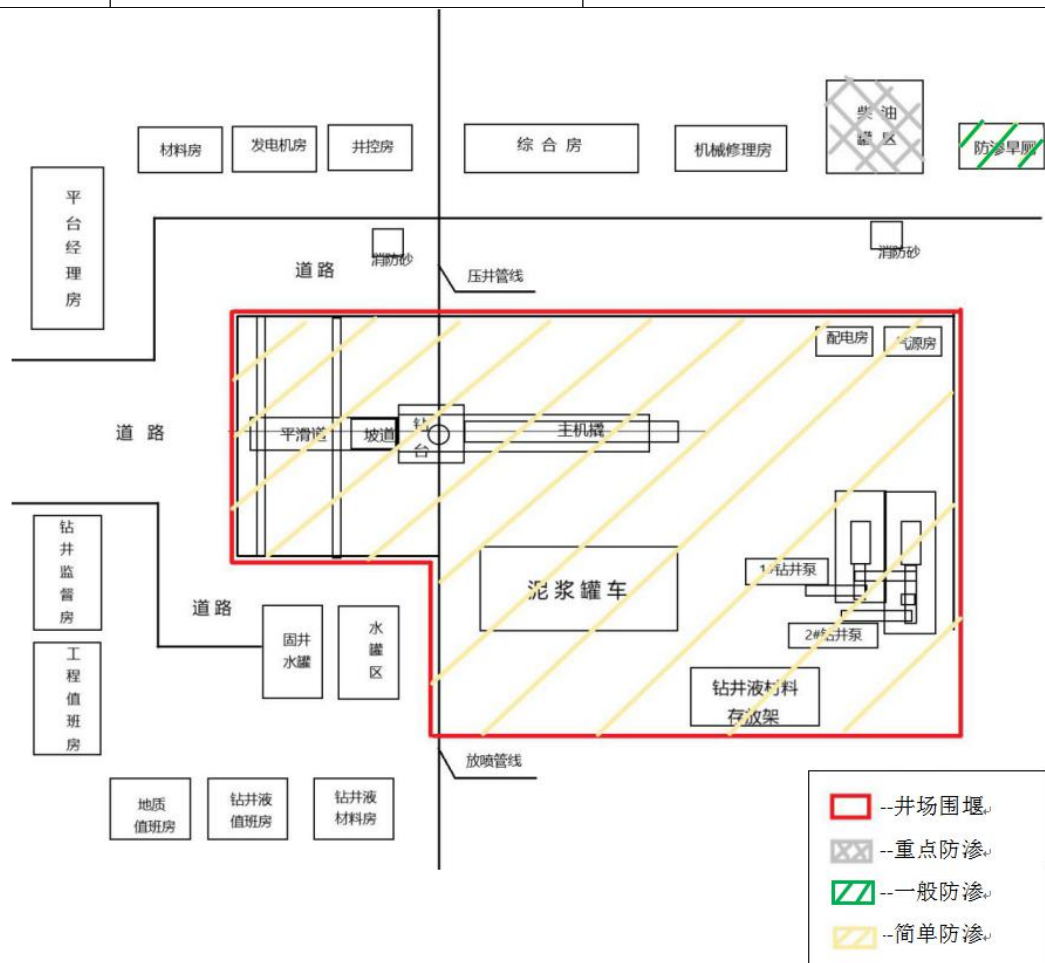 柴油
罐区
材料房
发电机房
井控房
综合房
机械修理房
防渗旱厕
平
台
经
理
房
消防砂
消防砂
道路
压井管线
配电房
气源房
道路
平滑道
坡道
钻
台
主机撬
钻
井
监
督
房
泥浆罐车
1#钻井泵
道路
固井
水罐
水
罐
区
2#钻井泵
工
程
值
班
房
钻井液材料
存放架
放喷管线
地质
值班房
钻井液
值班房
钻井液
材料房
--井场围堰
--重点防渗
--一般防渗
--简单防渗